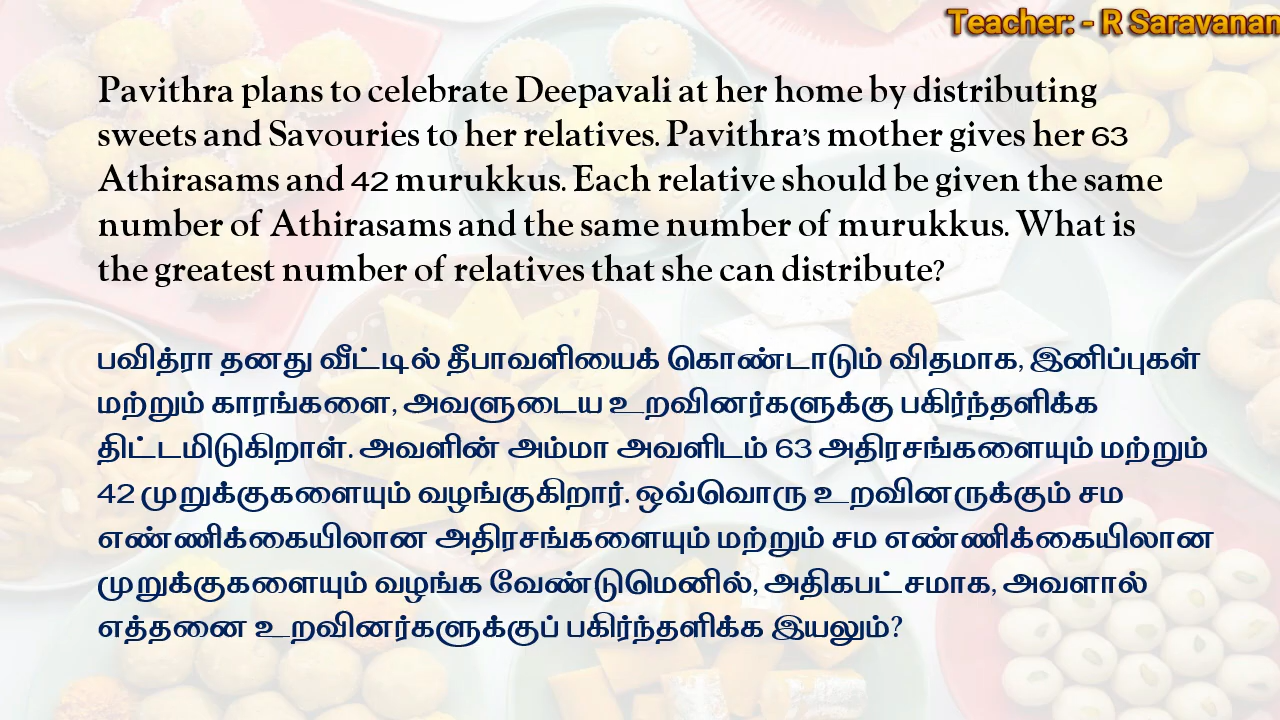 Teacher: - R Saravanan
Pavithra plans to celebrate Deepavali at her home by distributing
sweets and Savouries to her relatives. Pavithra's mother gives her 63
Athirasams and 42 murukkus. Each relative should be given the same
number of Athirasams and the same number of murukkus. What is
the greatest number of relatives that she can distribute?
பவித்ரா தனது வீட்டில் தீபாவளியைக் கொண்டாடும் விதமாக, இனிப்புகள்
மற்றும் காரங்களை, அவளுடைய உறவினர்களுக்கு பகிர்ந்தளிக்க
திட்டமிடுகிறாள். அவளின் அம்மா அவளிடம் 63 அதிரசங்களையும் மற்றும்
42 முறுக்குகளையும் வழங்குகிறார். ஒவ்வொரு உறவினருக்கும் சம
எண்ணிக்கையிலான அதிரசங்களையும் மற்றும் சம எண்ணிக்கையிலான
முறுக்குகளையும் வழங்க வேண்டுமெனில், அதிகபட்சமாக, அவளால்
எத்தனை உறவினர்களுக்குப் பகிர்ந்தளிக்க இயலும்?